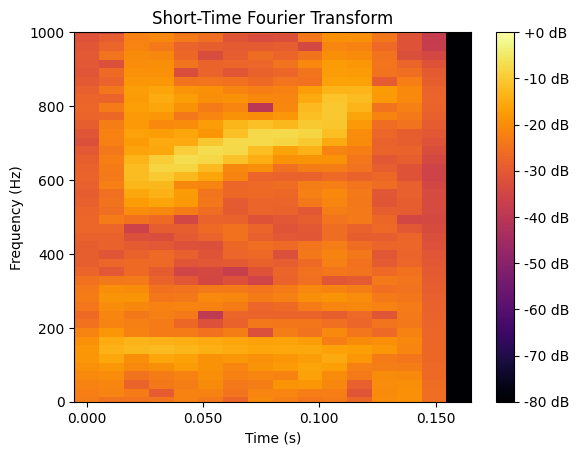 Short-Time Fourier Transform
1000
800
600
400
200
0
Frequency (Hz)
0.000
0.050
0.100
0.150
Time (s)
+0 dB
-10 dB
-20 dB
-30 dB
-40 dB
-50 dB
-60 dB
-70 dB
-80 dB